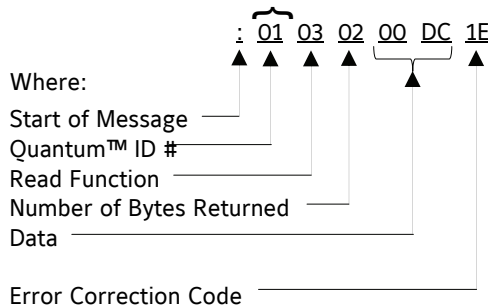 : 01 03 02 00 DC 1E
Where:
Start of Message
Quantum™ ID #
Read Function
Number of Bytes Returned
Data
Error Correction Code